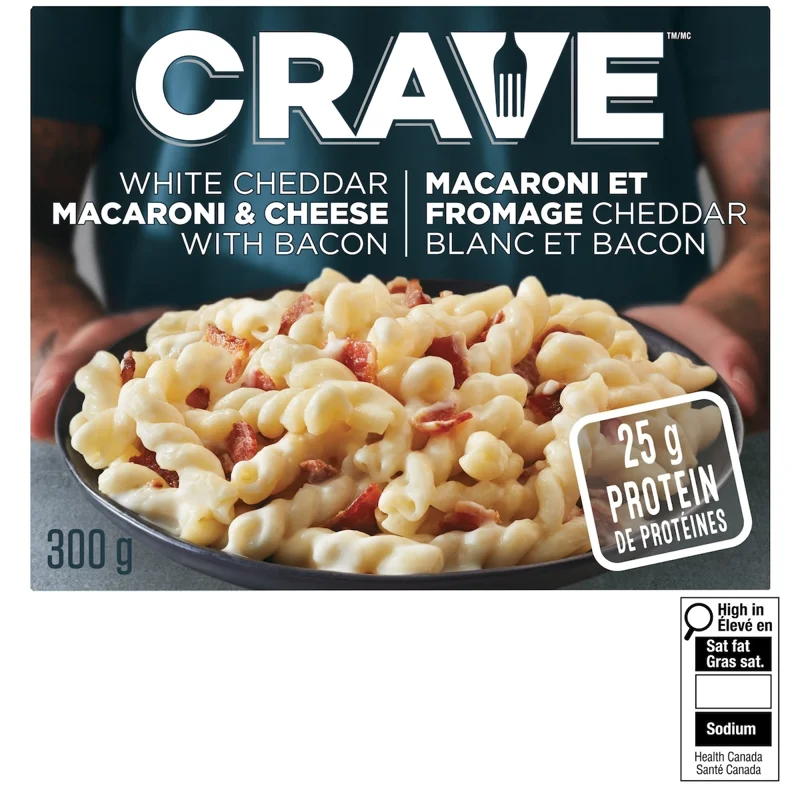 CRAVE
TM/MC
WHITE CHEDDAR
MACARONI & CHEESE
WITH BACON
MACARONI ET
FROMAGE CHEDDAR
BLANC ET BACON
25 g
PROTEIN
DE PROTÉINES
300 g
High in
Élevé en
Sat fat
Gras sat.
Sodium
Health Canada
Santé Canada